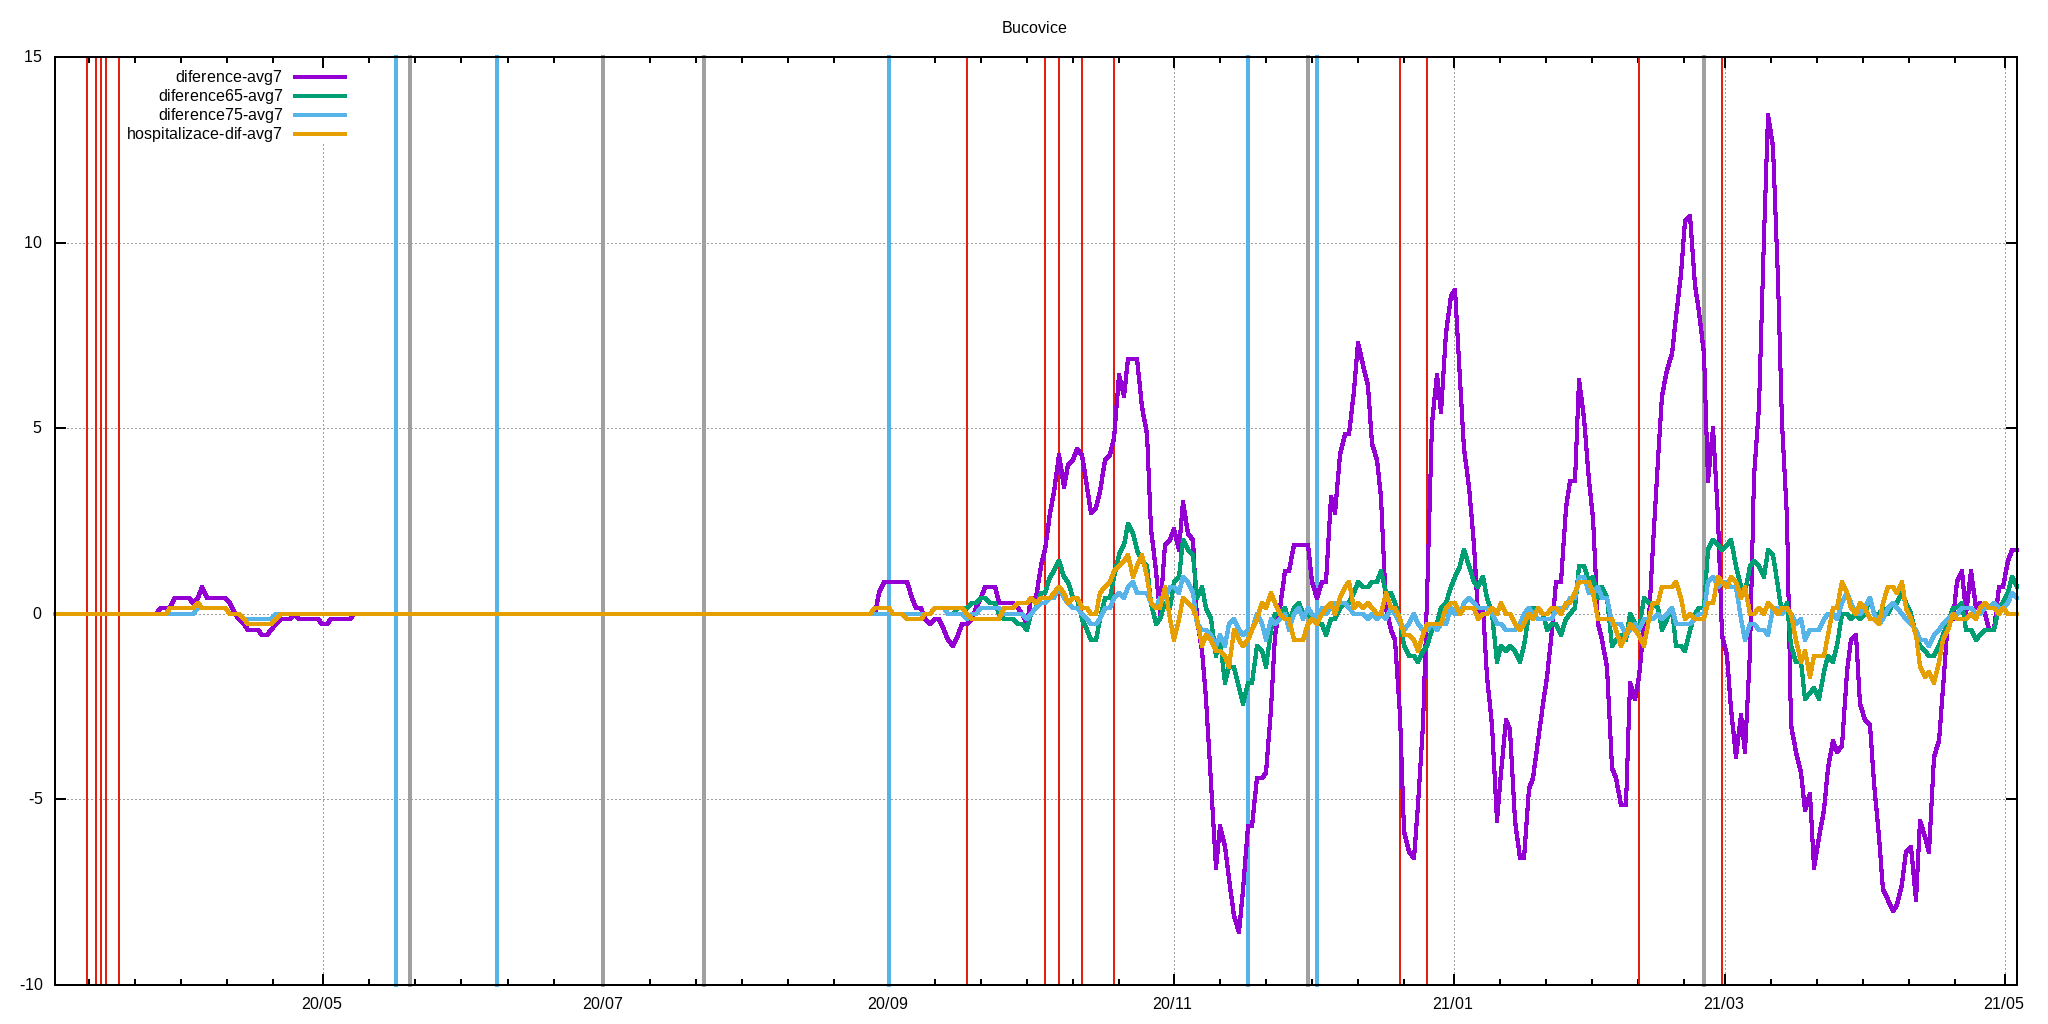 Bucovice
15
diference-avg7
diference65-avg7
diference75-avg7
hospitalizace-dif-avg7
10
5
0
-5
-10
20/05 20/07 20/09 20/11 21/01 21/03 21/05